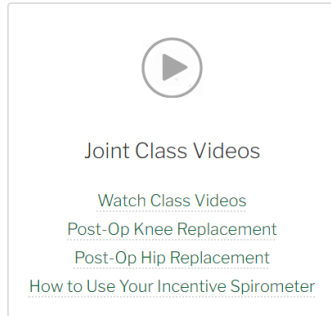 Joint Class Videos
Watch Class Videos
Post-Op Knee Replacement
Post-Op Hip Replacement
How to Use Your Incentive Spirometer